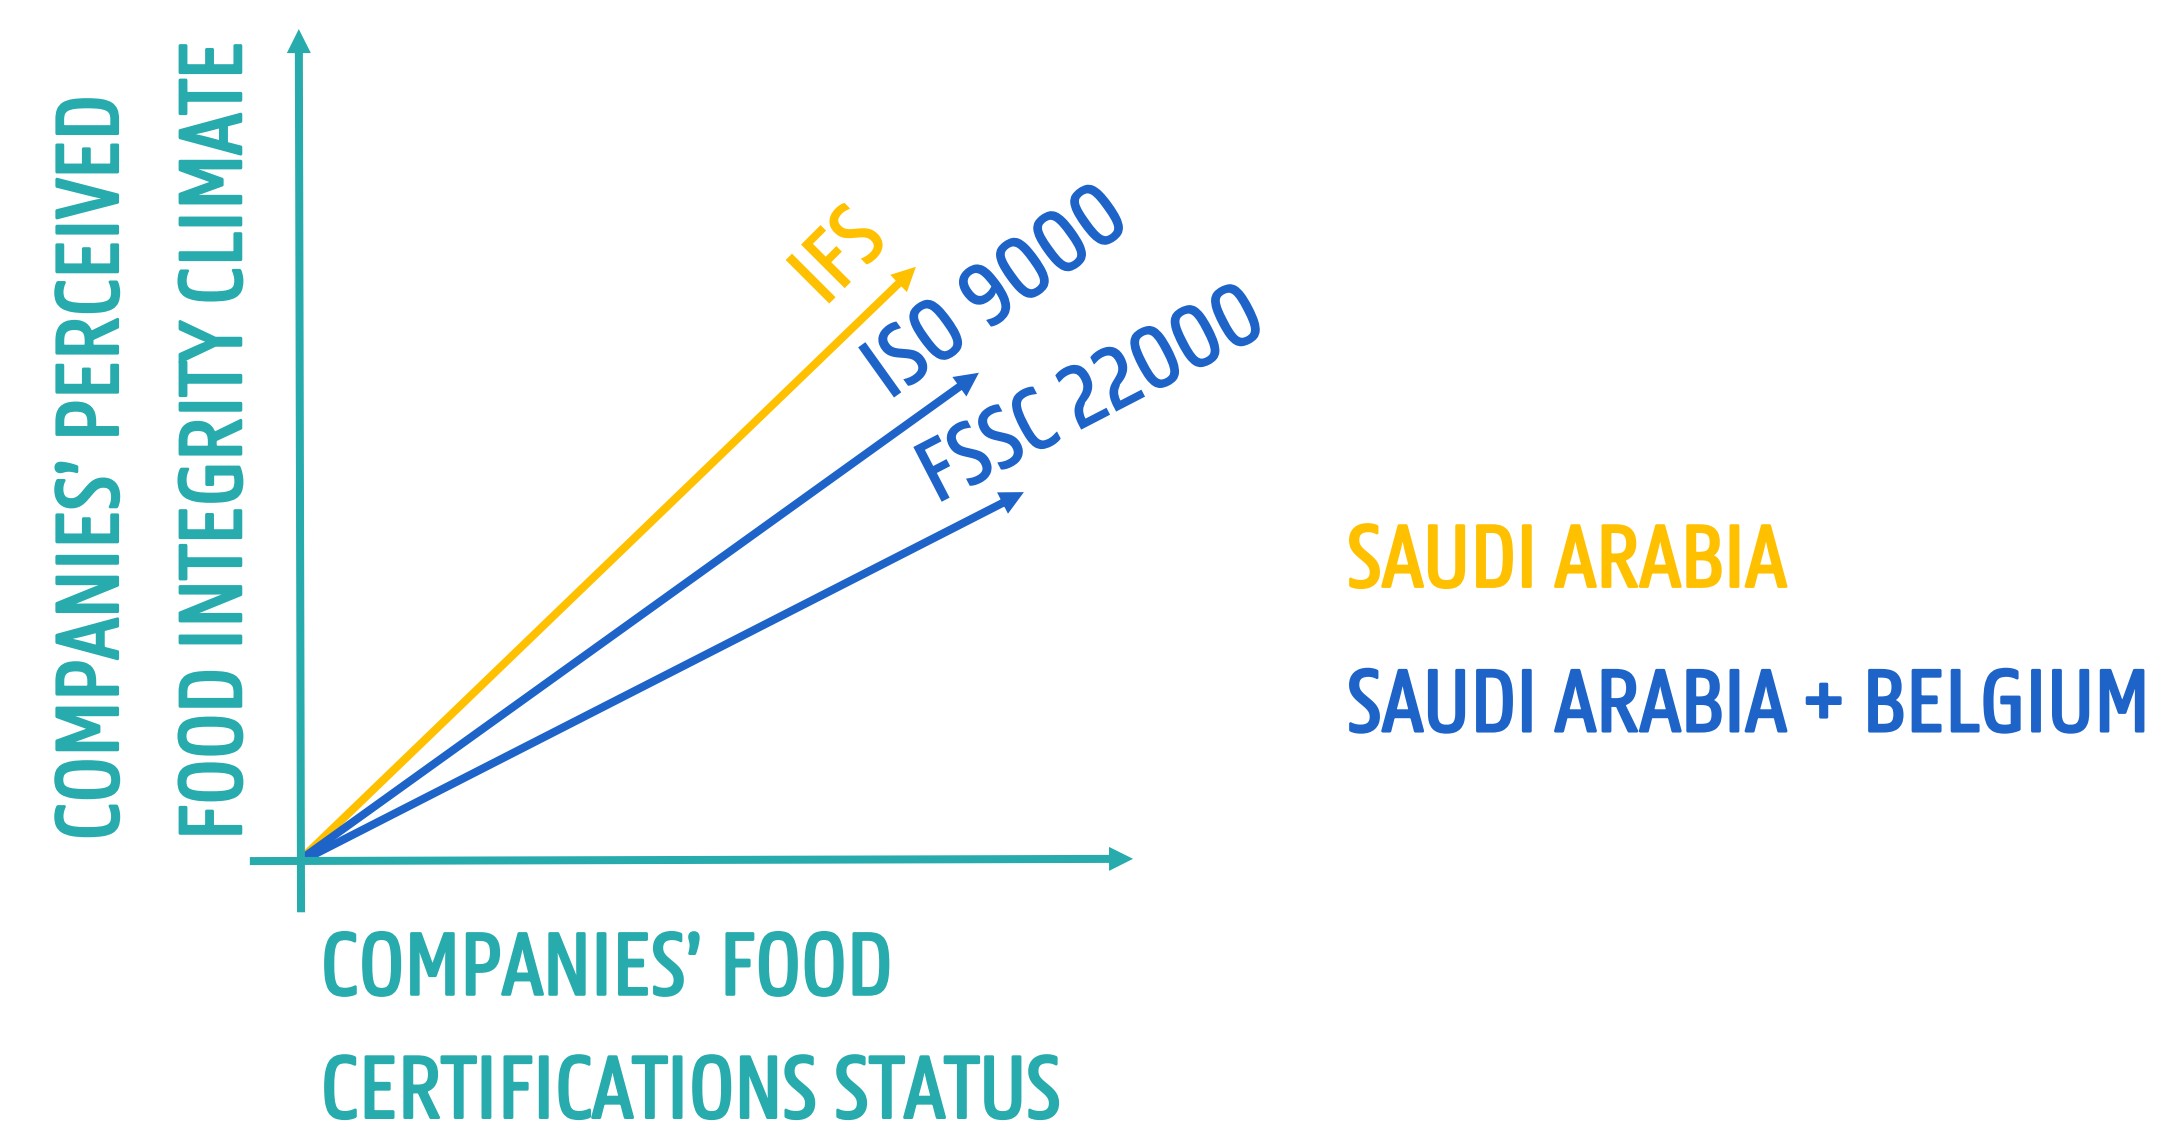 COMPANIES’ PERCEIVED
FOOD INTEGRITY CLIMATE
IFS
ISO 9000
FSSC 22000
SAUDI ARABIA
SAUDI ARABIA + BELGIUM
COMPANIES’ FOOD
CERTIFICATIONS STATUS